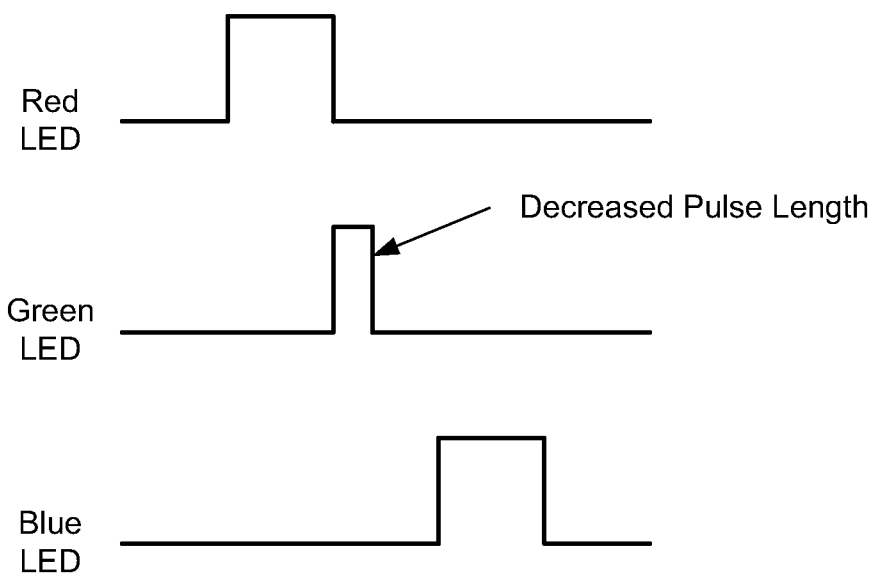 Red
LED
Decreased Pulse Length
Green
LED
Blue
LED